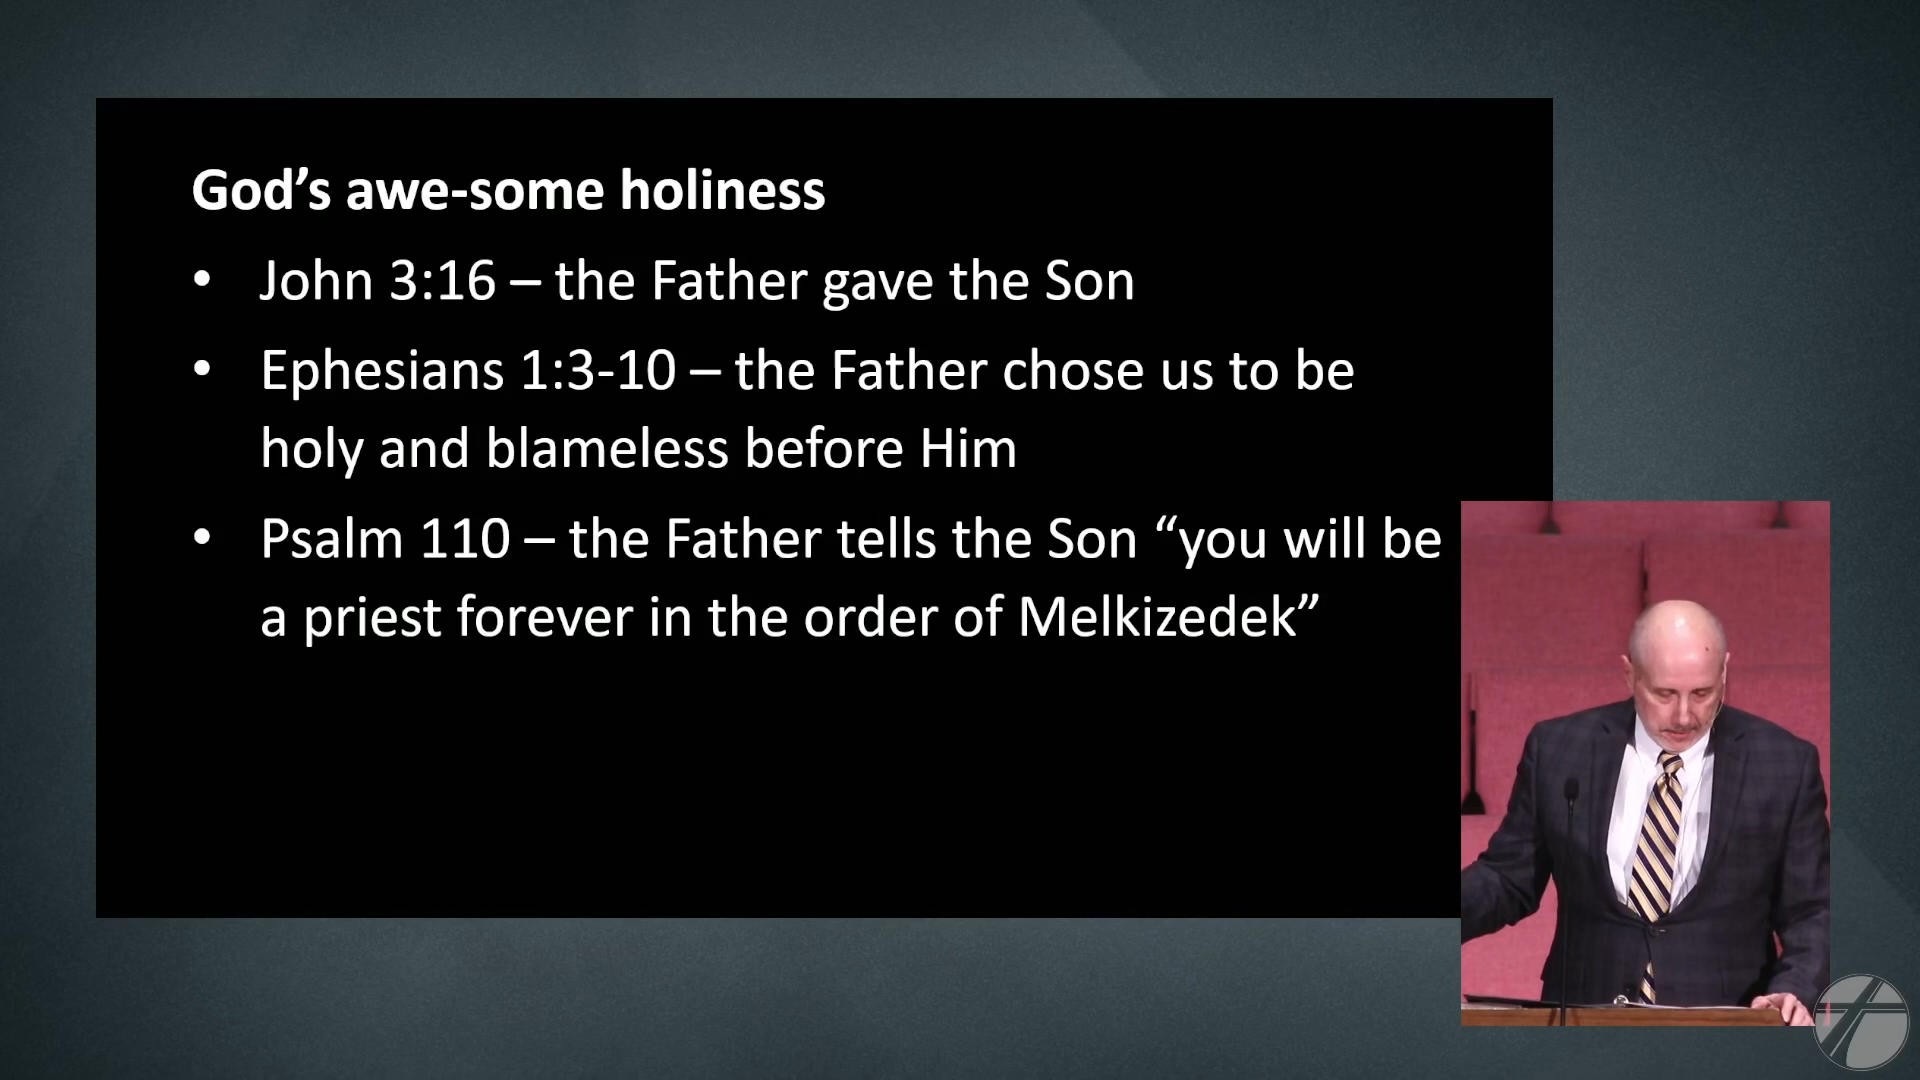 God’s awe-some holiness
• John 3:16 – the Father gave the Son
• Ephesians 1:3-10 – the Father chose us to be
holy and blameless before Him
• Psalm 110 – the Father tells the Son “you will be
a priest forever in the order of Melkizedek”